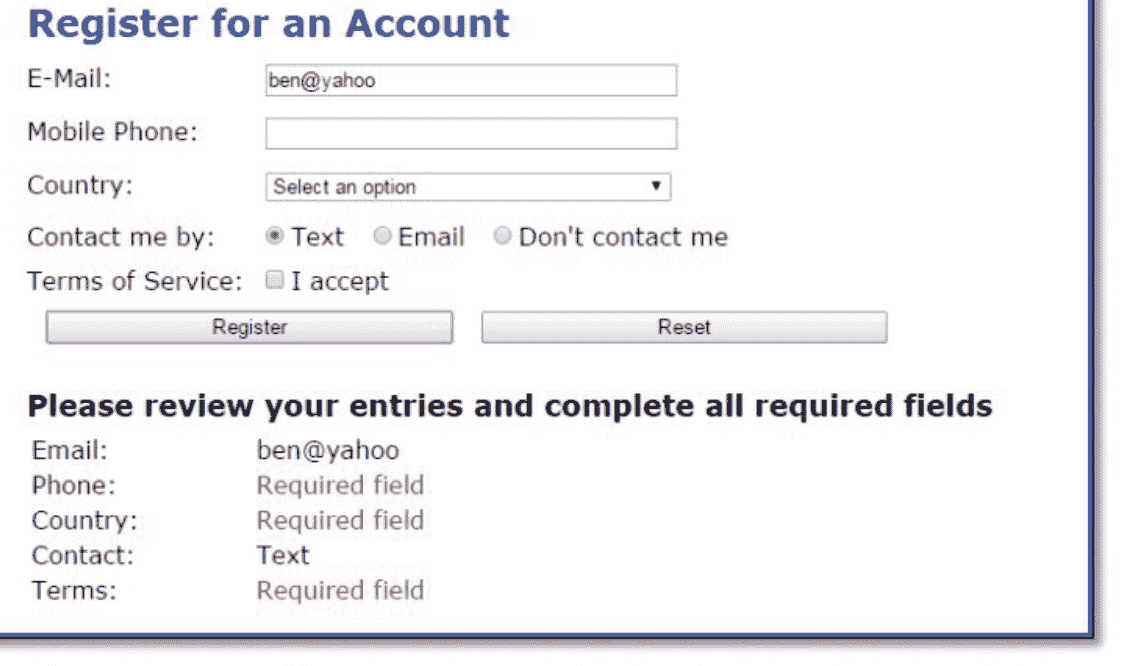 Register for an Account
E-Mail: ben@yahoo
Mobile Phone:
Country: Select an option
Contact me by: Text Email Don't contact me
Terms of Service: I accept
Register Reset
Please review your entries and complete all required fields
Email: ben@yahoo
Phone: Required field
Country: Required field
Contact: Text
Terms: Required field